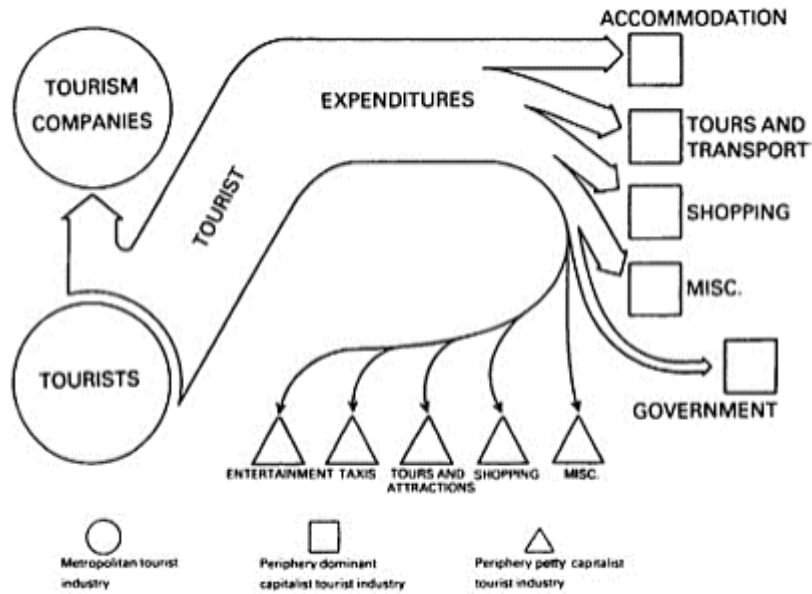 ACCOMMODATION
TOURISM
COMPANIES
EXPENDITURES
TOURS AND
TRANSPORT
TOURIST
SHOPPING
MISC.
TOURISTS
GOVERNMENT
ENTERTAINMENT
TAXIS
TOURS AND
ATTRACTIONS
SHOPPING
MISC.
Metropolitan tourist
industry
Periphery dominant
capitalist tourist industry
Periphery petty capitalist
tourist industry